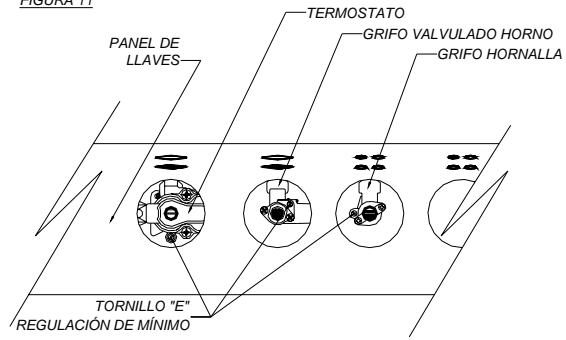 FIGURA 11
TERMOSTATO
GRIFO VALVULADO HORNO
GRIFO HORNALLA
PANEL DE
LLAVES
TORNILLO "E"
REGULACIÓN DE MÍNIMO